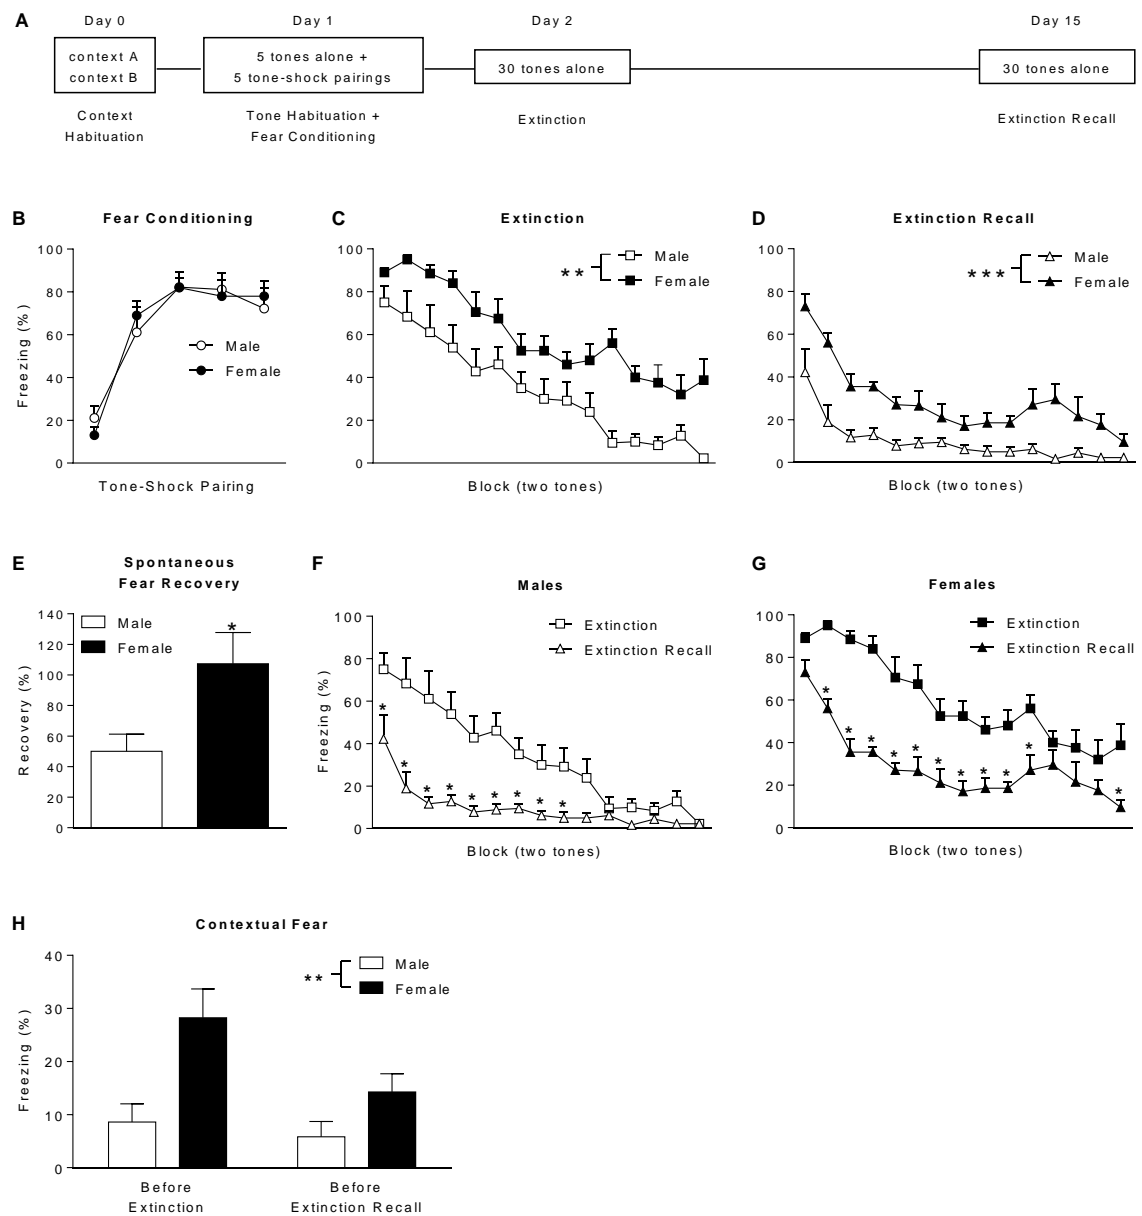 A
Day 0
Day 1
Day 2
Day 15
context A
context B
5 tones alone +
5 tone-shock pairings
30 tones alone
30 tones alone
Context
Habituation
Tone Habituation +
Fear Conditioning
Extinction
Extinction Recall
B
Fear Conditioning
100
80
60
40
20
0
Freezing (%)
Male
Female
Tone-Shock Pairing
C
Extinction
100
80
60
40
20
0
**
Male
Female
Block (two tones)
D
Extinction Recall
100
80
60
40
20
0
***
Male
Female
Block (two tones)
E
Spontaneous
Fear Recovery
140
120
100
80
60
40
20
0
Recovery (%)
Male
Female
*
F
Males
100
80
60
40
20
0
Freezing (%)
Extinction
Extinction Recall
* * * * * * * * *
Block (two tones)
G
Females
100
80
60
40
20
0
Extinction
Extinction Recall
* * * * * * * * * * *
Block (two tones)
H
Contextual Fear
40
30
20
10
0
Freezing (%)
**
Male
Female
Before
Extinction
Before
Extinction Recall